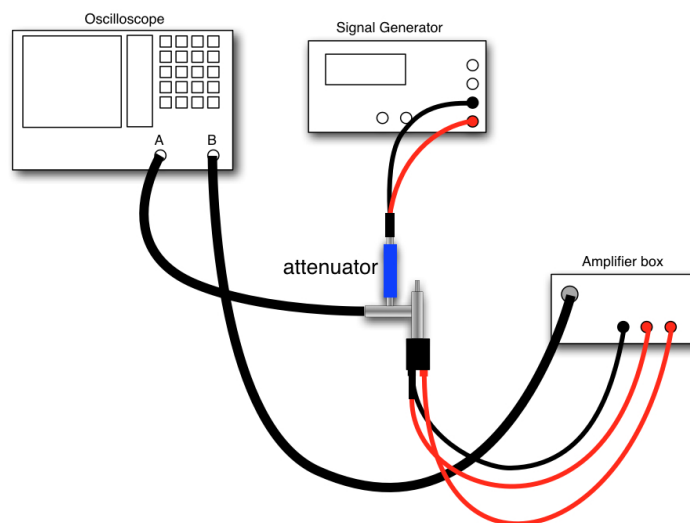 Oscilloscope
Signal Generator
A B
attenuator
Amplifier box